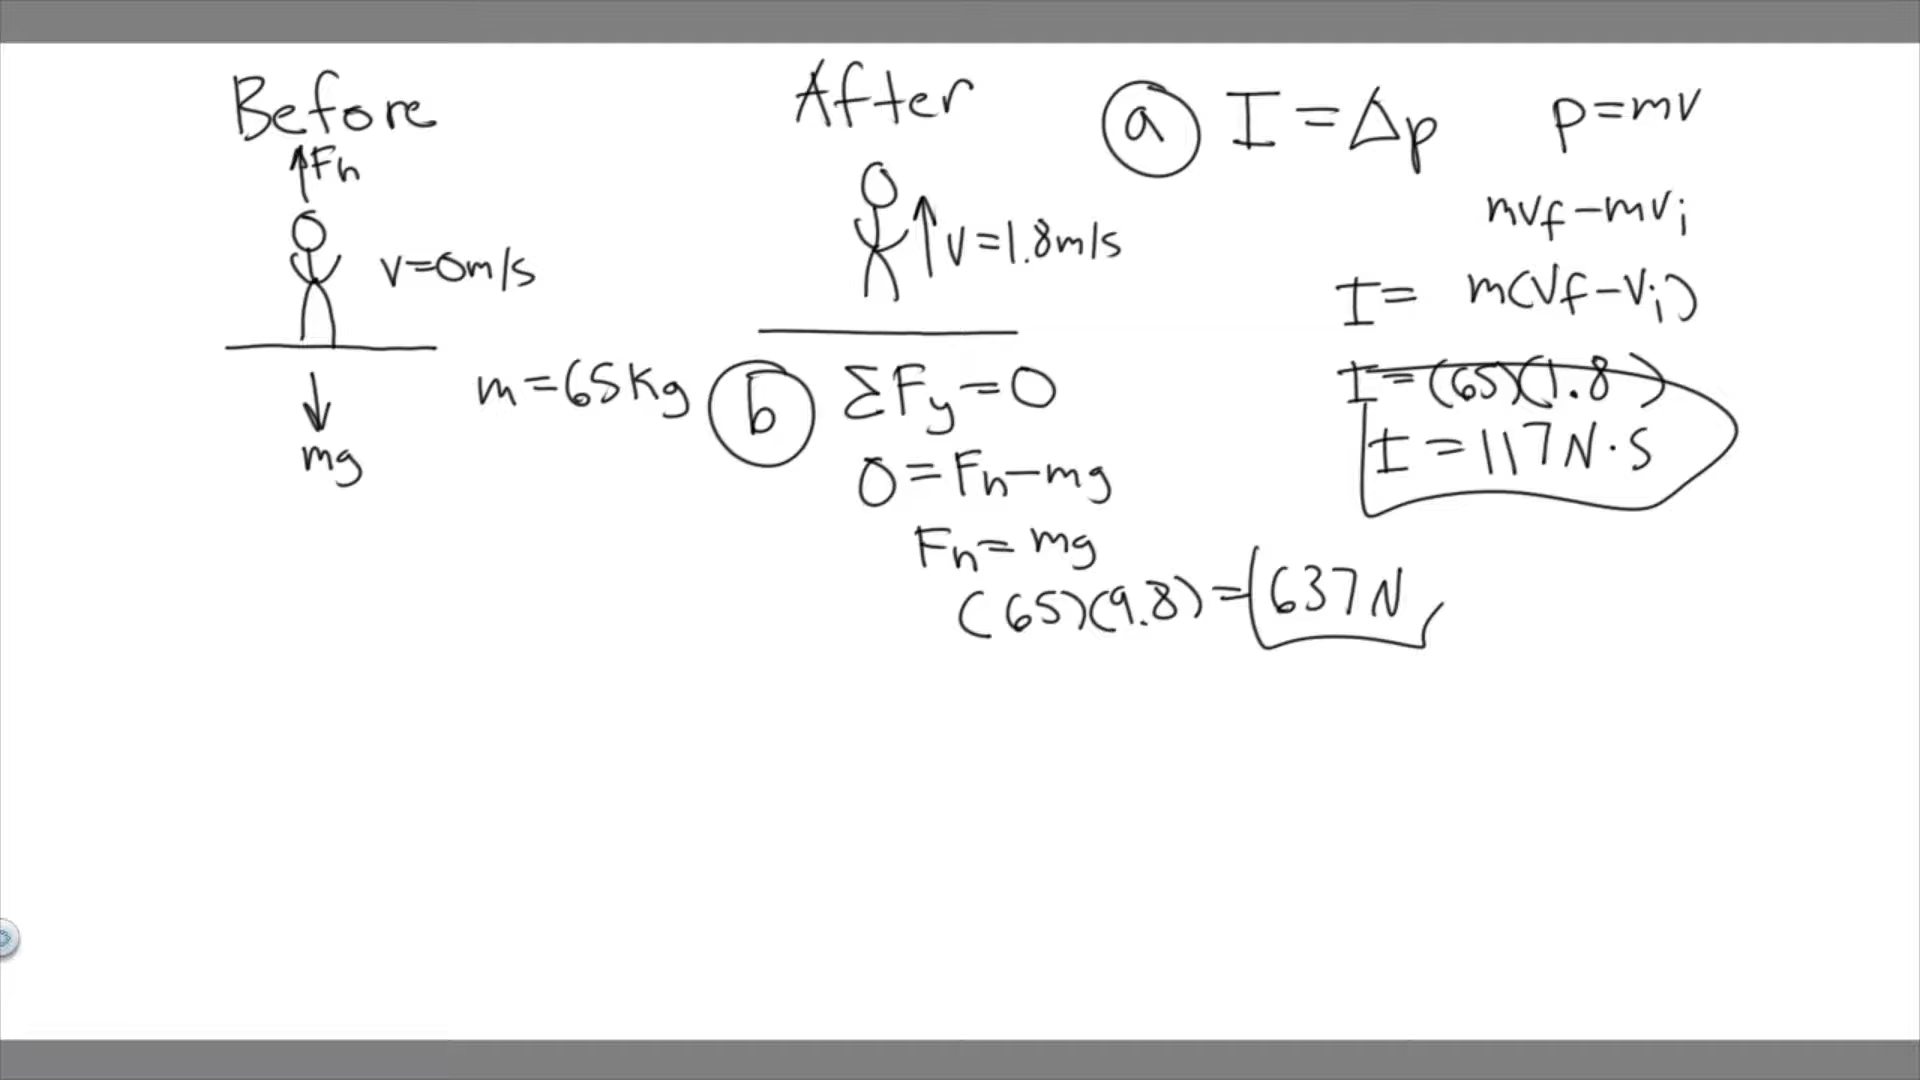 Before
Fn
v=0m/s
mg
m=65kg
After
v=1.8m/s
a I=Δp p=mv
mvf-mvi
I= m(vf-vi)
I=(65)(1.8)
I=117N·s
b ΣFy=0
0=Fn-mg
Fn=mg
(65)(9.8)=637N